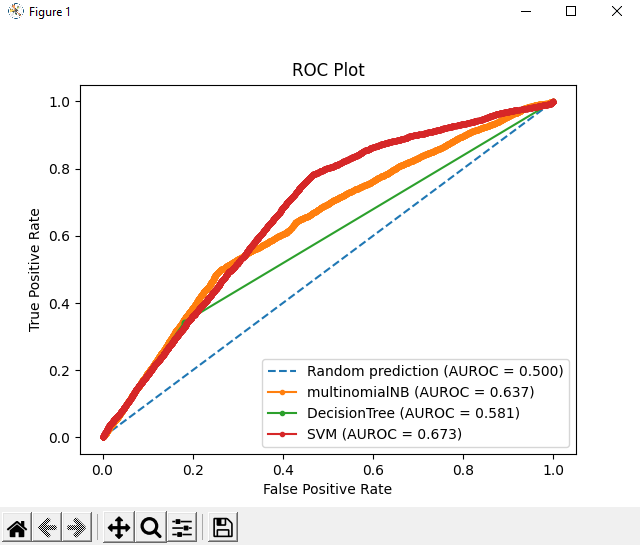 Figure 1
ROC Plot
True Positive Rate
1.0
0.8
0.6
0.4
0.2
0.0
Random prediction (AUROC = 0.500)
multinomialNB (AUROC = 0.637)
DecisionTree (AUROC = 0.581)
SVM (AUROC = 0.673)
0.0 0.2 0.4 0.6 0.8 1.0
False Positive Rate